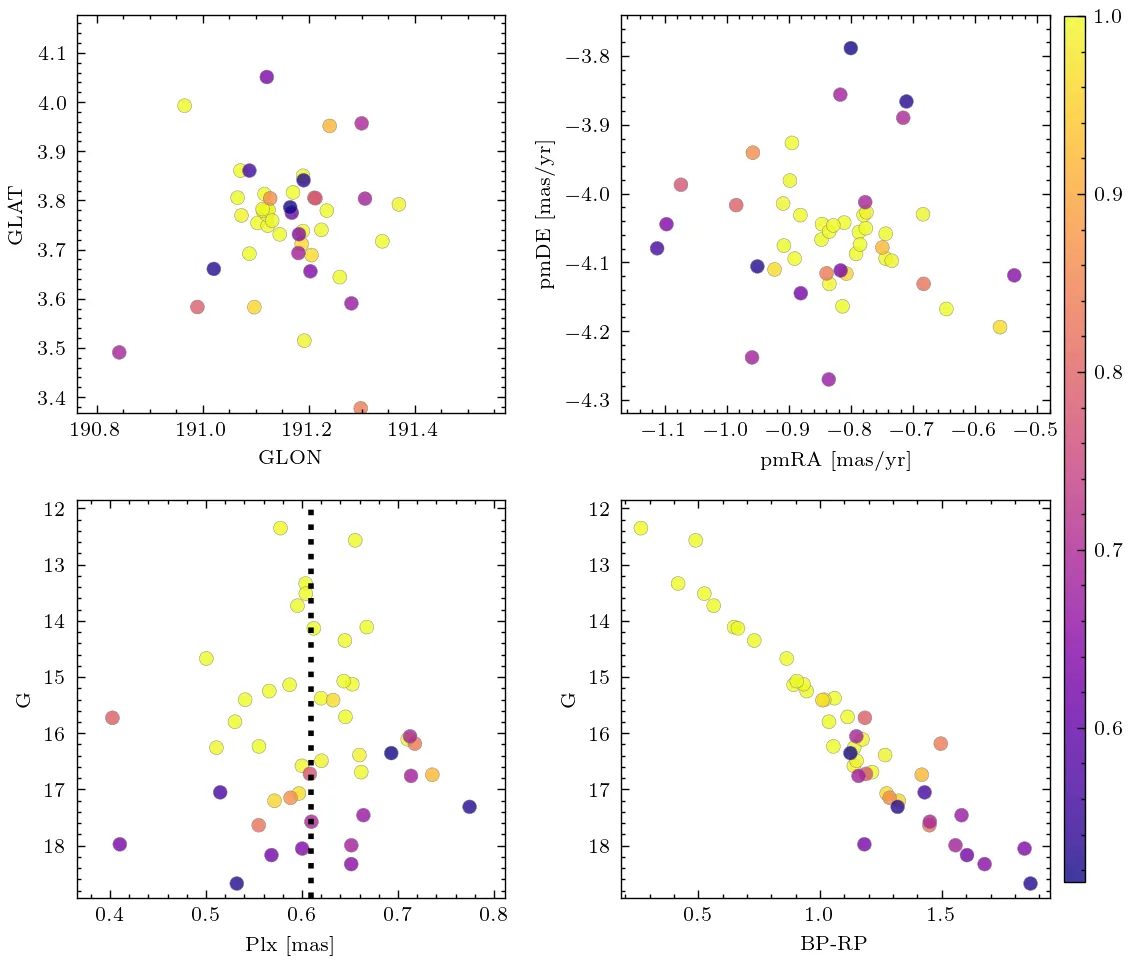 4.1
4.0
3.9
3.8
3.7
3.6
3.5
3.4
GLAT
190.8 191.0 191.2 191.4
GLON
−3.8
−3.9
−4.0
−4.1
−4.2
−4.3
pmDE [mas/yr]
−1.1 −1.0 −0.9 −0.8 −0.7 −0.6 −0.5
pmRA [mas/yr]
1.0
0.9
0.8
0.7
0.6
12
13
14
15
16
17
18
G
0.4 0.5 0.6 0.7 0.8
Plx [mas]
12
13
14
15
16
17
18
G
0.5 1.0 1.5
BP-RP